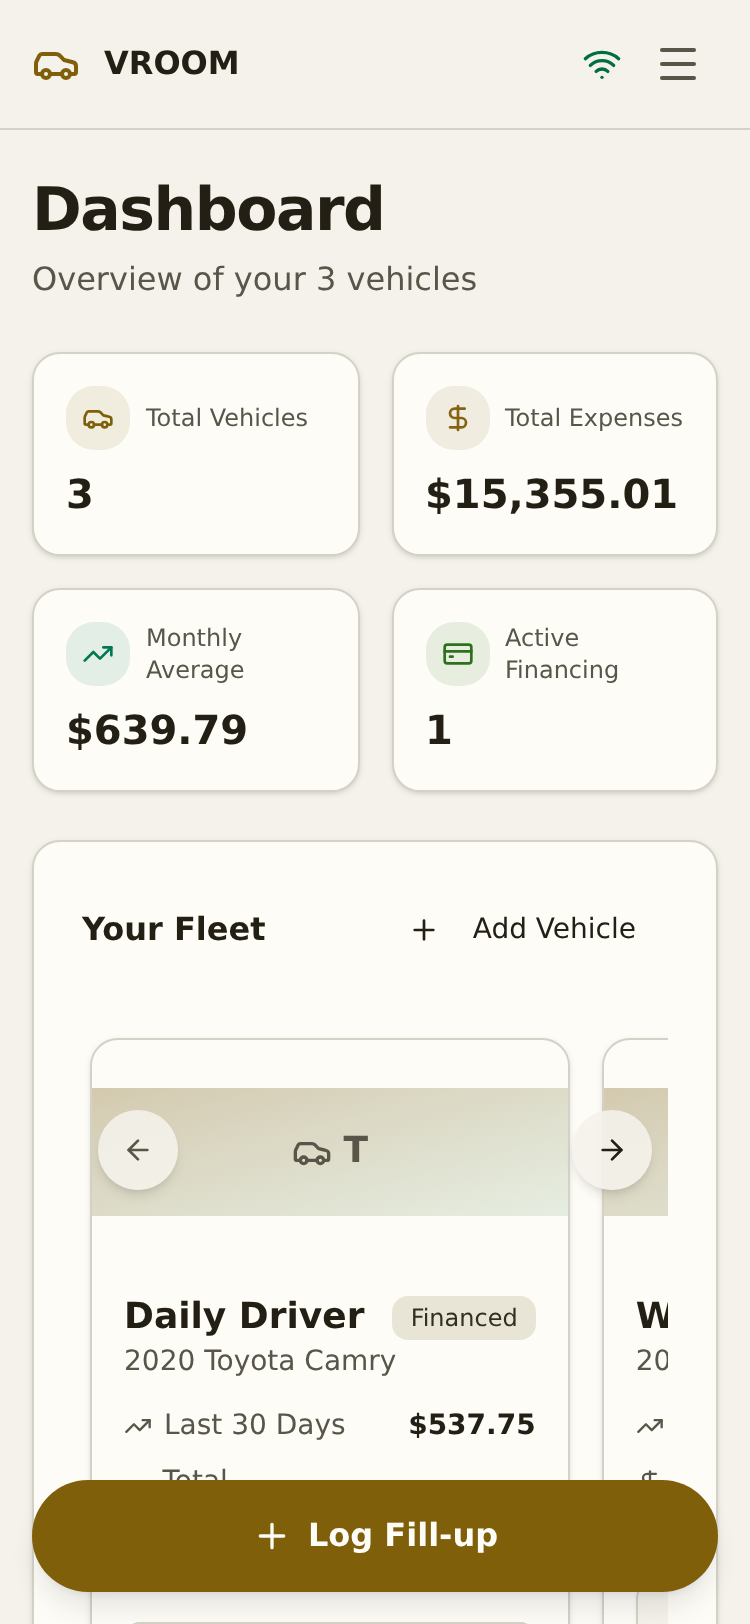 VROOM
Dashboard
Overview of your 3 vehicles
Total Vehicles
3
Total Expenses
$15,355.01
Monthly
Average
$639.79
Active
Financing
1
Your Fleet
+ Add Vehicle
T
Daily Driver
Financed
2020 Toyota Camry
Last 30 Days
$537.75
Total
W
20
$
+ Log Fill-up